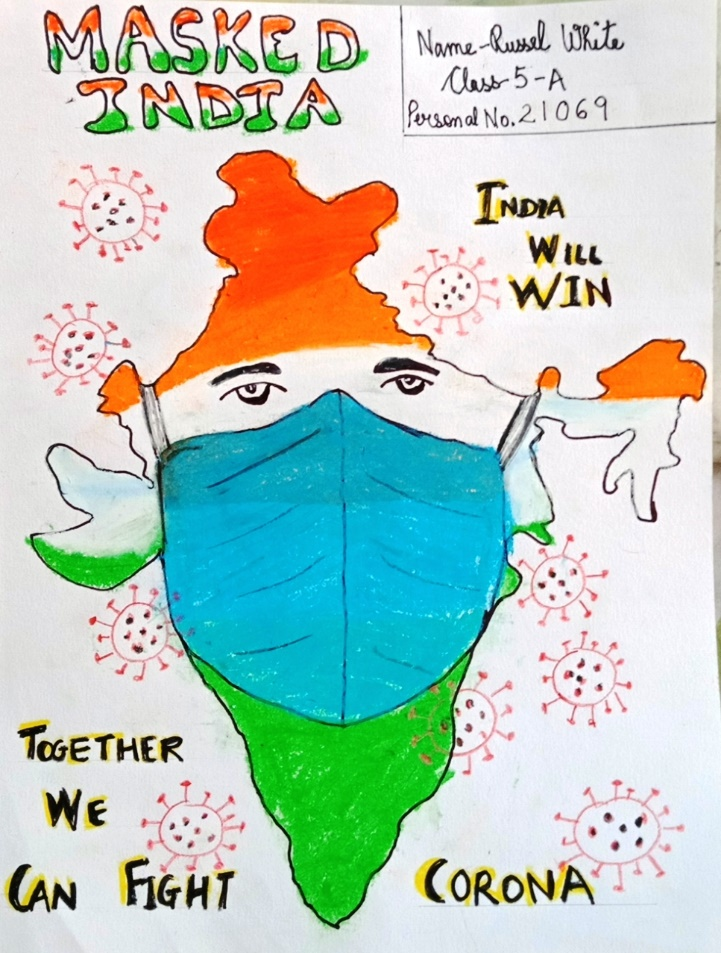 MASKED
INDIA
Name-Russel White
Class-5-A
Personal No. 21069
INDIA
WILL
WIN
TOGETHER
WE
CAN FIGHT CORONA